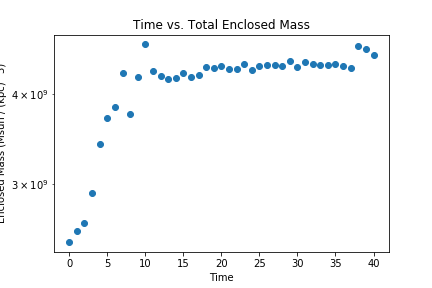 Time vs. Total Enclosed Mass
4 × 10⁹
3 × 10⁹
Enclosed Mass (Msun / (Kpc)^3)
0 5 10 15 20 25 30 35 40
Time